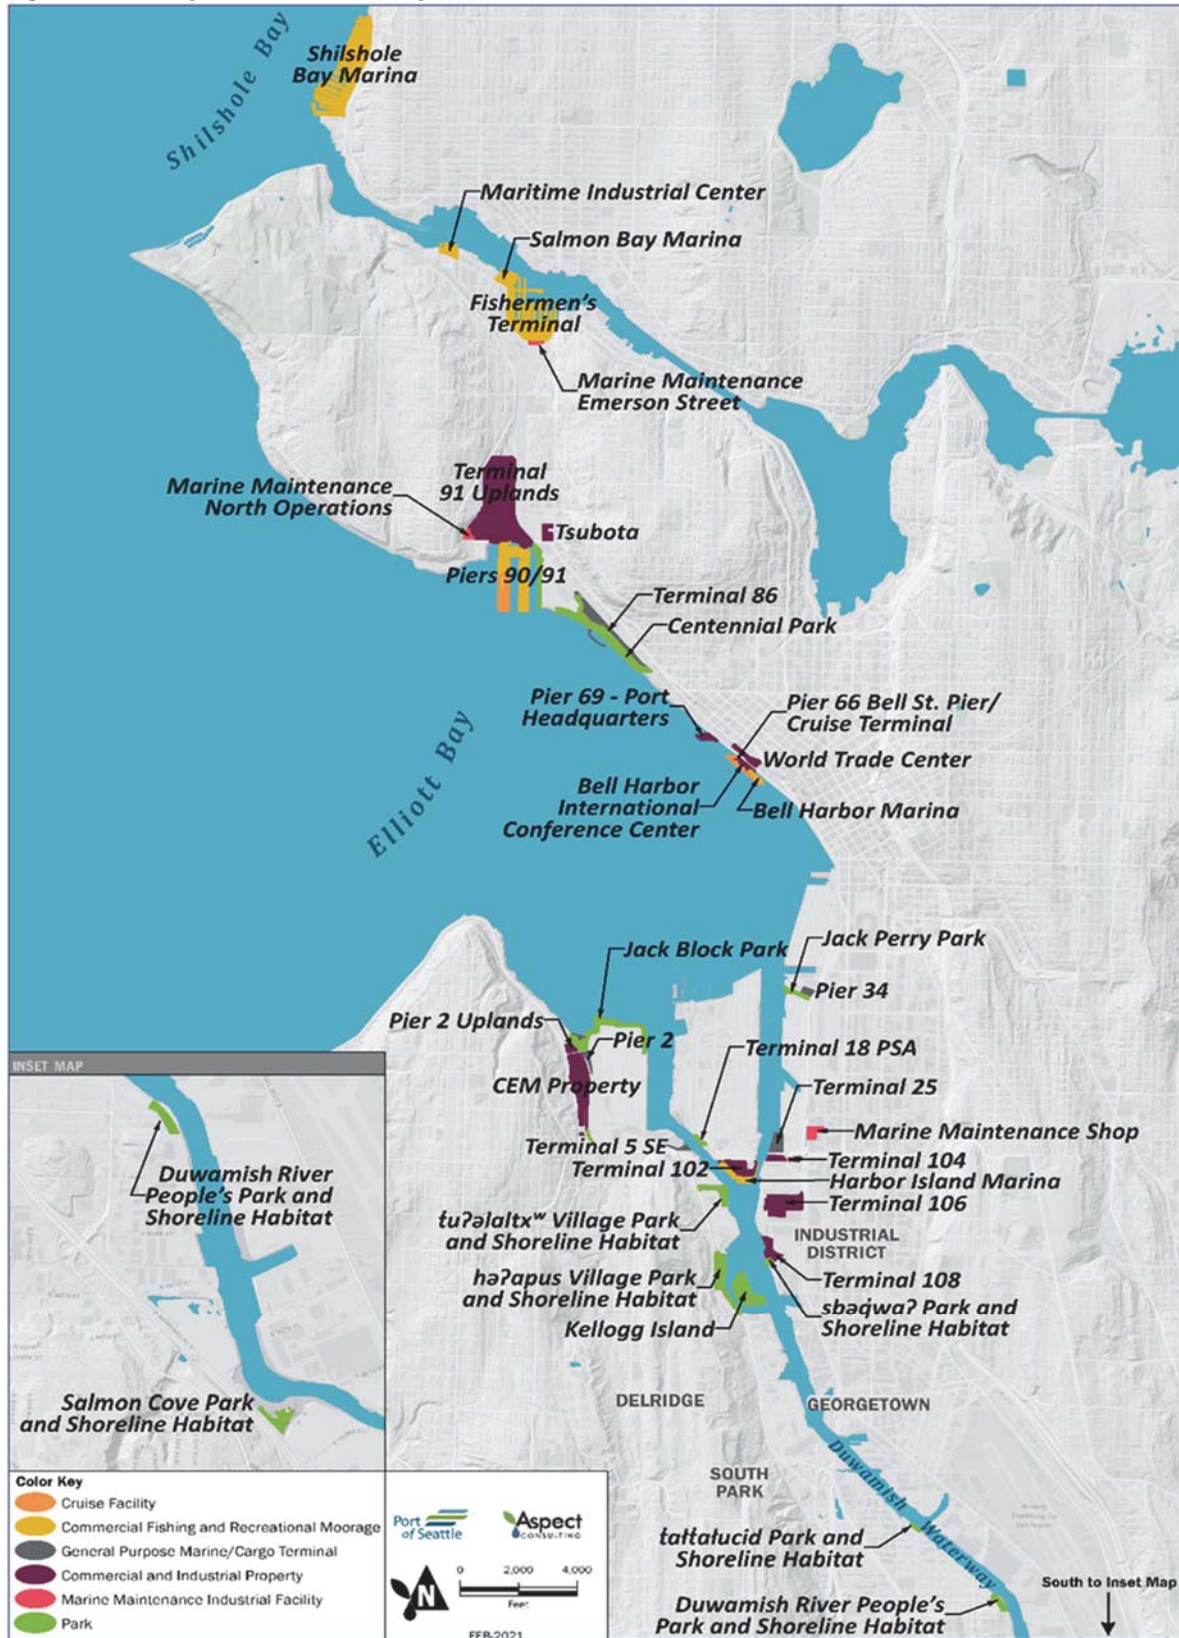 Shilshole Bay
Shilshole
Bay Marina
Maritime Industrial Center
Salmon Bay Marina
Fishermen's
Terminal
Marine Maintenance
Emerson Street
Terminal
91 Uplands
Marine Maintenance
North Operations
Tsubota
Piers 90/91
Terminal 86
Centennial Park
Pier 69 - Port
Headquarters
Pier 66 Bell St. Pier/
Cruise Terminal
World Trade Center
Bell Harbor
International
Conference Center
Bell Harbor Marina
Elliott Bay
Jack Block Park
Jack Perry Park
Pier 34
Pier 2 Uplands
Pier 2
Terminal 18 PSA
CEM Property
Terminal 25
Marine Maintenance Shop
Terminal 5 SE
Terminal 102
Terminal 104
Harbor Island Marina
Terminal 106
t̓uʔəlaltxʷ Village Park
and Shoreline Habitat
INDUSTRIAL
DISTRICT
həʔapus Village Park
and Shoreline Habitat
Terminal 108
Kellogg Island
sbəq̓waʔ Park and
Shoreline Habitat
DELRIDGE
GEORGETOWN
SOUTH
PARK
Duwamish Waterway
t̓ałt̓ałucid Park and
Shoreline Habitat
Duwamish River People's
Park and Shoreline Habitat
South to Inset Map
INSET MAP
Duwamish River
People's Park and
Shoreline Habitat
Salmon Cove Park
and Shoreline Habitat
Color Key
Cruise Facility
Commercial Fishing and Recreational Moorage
General Purpose Marine/Cargo Terminal
Commercial and Industrial Property
Marine Maintenance Industrial Facility
Park
Port
of Seattle
Aspect
CONSULTING
N
0 2,000 4,000
Feet
FEB-2021